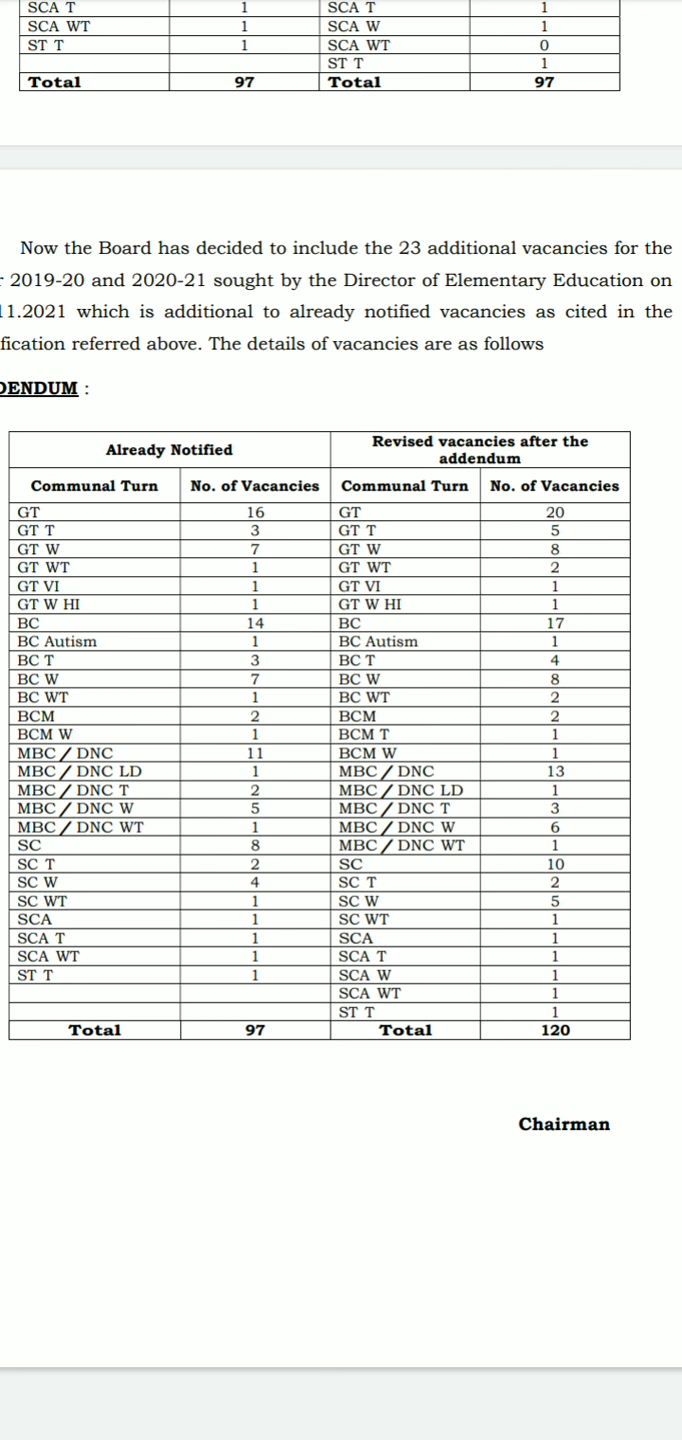 SCA T 1 SCA T 1
SCA WT 1 SCA W 1
ST T 1 SCA WT 0
ST T 1
Total 97 Total 97
Now the Board has decided to include the 23 additional vacancies for the
2019-20 and 2020-21 sought by the Director of Elementary Education on
11.2021 which is additional to already notified vacancies as cited in the
fication referred above. The details of vacancies are as follows
DENDUM :
Already Notified Revised vacancies after the addendum
Communal Turn No. of Vacancies Communal Turn No. of Vacancies
GT 16 GT 20
GT T 3 GT T 5
GT W 7 GT W 8
GT WT 1 GT WT 2
GT VI 1 GT VI 1
GT W HI 1 GT W HI 1
BC 14 BC 17
BC Autism 1 BC Autism 1
BC T 3 BC T 4
BC W 7 BC W 8
BC WT 1 BC WT 2
BCM 2 BCM 2
BCM W 1 BCM T 1
MBC / DNC 11 BCM W 1
MBC / DNC LD 1 MBC / DNC 13
MBC / DNC T 2 MBC / DNC LD 1
MBC / DNC W 5 MBC / DNC T 3
MBC / DNC WT 1 MBC / DNC W 6
SC 8 MBC / DNC WT 1
SC T 2 SC 10
SC W 4 SC T 2
SC WT 1 SC W 5
SCA 1 SC WT 1
SCA T 1 SCA 1
SCA WT 1 SCA T 1
ST T 1 SCA W 1
SCA WT 1
ST T 1
Total 97 Total 120
Chairman